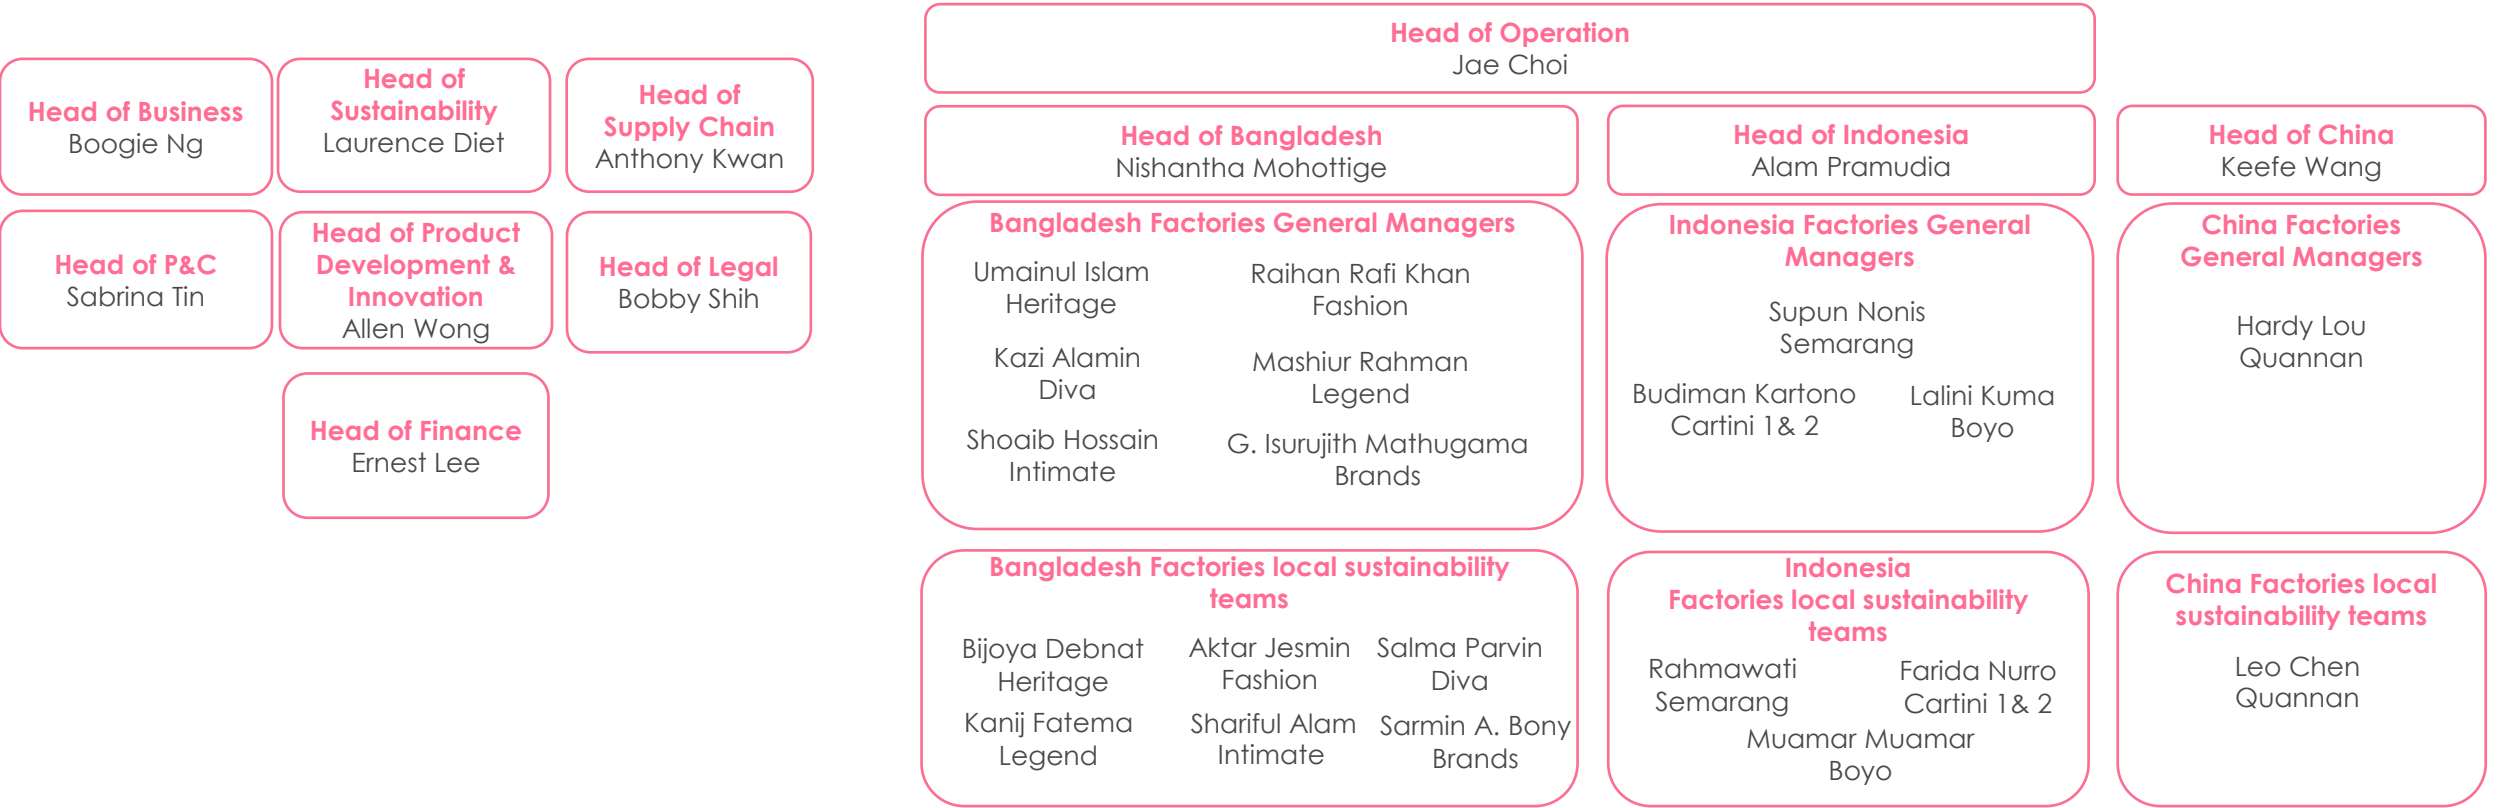 Head of Business
Boogie Ng
Head of
Sustainability
Laurence Diet
Head of
Supply Chain
Anthony Kwan
Head of P&C
Sabrina Tin
Head of Product
Development &
Innovation
Allen Wong
Head of Legal
Bobby Shih
Head of Finance
Ernest Lee
Head of Operation
Jae Choi
Head of Bangladesh
Nishantha Mohottige
Head of Indonesia
Alam Pramudia
Head of China
Keefe Wang
Bangladesh Factories General Managers
Umainul Islam
Heritage
Raihan Rafi Khan
Fashion
Kazi Alamin
Diva
Mashiur Rahman
Legend
Shoaib Hossain
Intimate
G. Isurujith Mathugama
Brands
Indonesia Factories General
Managers
Supun Nonis
Semarang
Budiman Kartono
Cartini 1& 2
Lalini Kuma
Boyo
China Factories
General Managers
Hardy Lou
Quannan
Bangladesh Factories local sustainability
teams
Bijoya Debnat
Heritage
Aktar Jesmin
Fashion
Salma Parvin
Diva
Kanij Fatema
Legend
Shariful Alam
Intimate
Sarmin A. Bony
Brands
Indonesia
Factories local sustainability
teams
Rahmawati
Semarang
Farida Nurro
Cartini 1& 2
Muamar Muamar
Boyo
China Factories local
sustainability teams
Leo Chen
Quannan